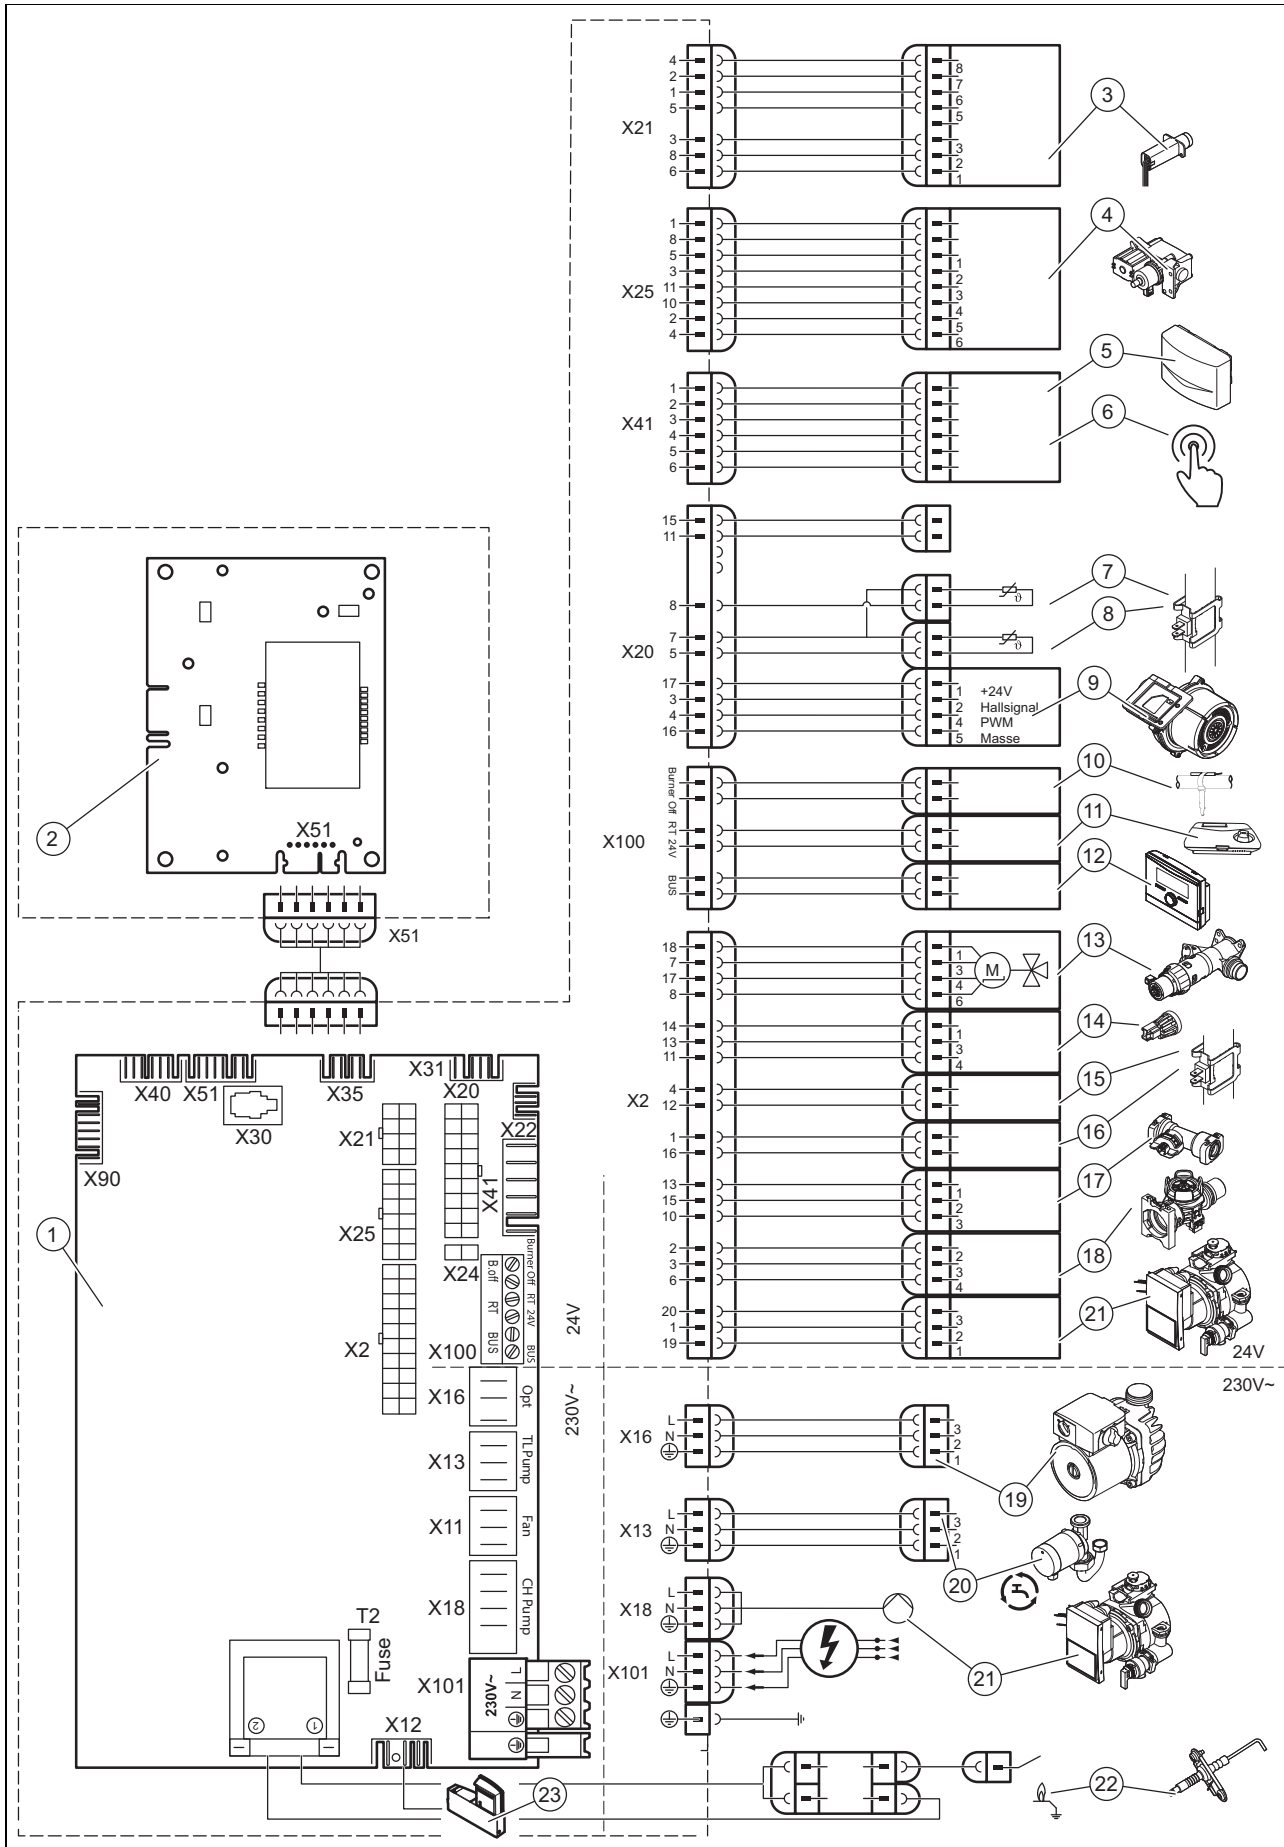 4
2
1
5
3
8
6
X21
8
7
6
5
3
2
1
3
1
8
5
3
11
10
2
4
X25
1
2
3
4
5
6
4
1
2
3
4
5
6
X41
5
6
15
11
8
7
5
17
3
4
16
X20
ϑ
ϑ
7
8
1 +24V
2 Hallsignal
4 PWM
5 Masse
9
X51
2
X51
Burner Off
RT 24V
BUS
X100
10
11
12
18
7
17
8
14
13
11
4
12
1
16
13
15
10
2
3
6
20
1
19
X2
1
3
4
6
M
1
3
4
1
2
3
2
3
4
3
2
1
13
14
15
16
17
18
21
24V
230V~
X40
X51
X35
X31
X20
X30
X21
X22
X90
X41
X25
X24
X2
X100
1
B.off
RT
BUS
Burner Off
RT 24V
BUS
24V
230V~
X16
Opt
X13
TLPump
X11
Fan
X18
CH Pump
T2
Fuse
X101
230V~
L
N
X12
2
1
23
X16
L
N
3
2
1
19
X13
L
N
3
2
1
20
X18
L
N
X101
L
N
21
22